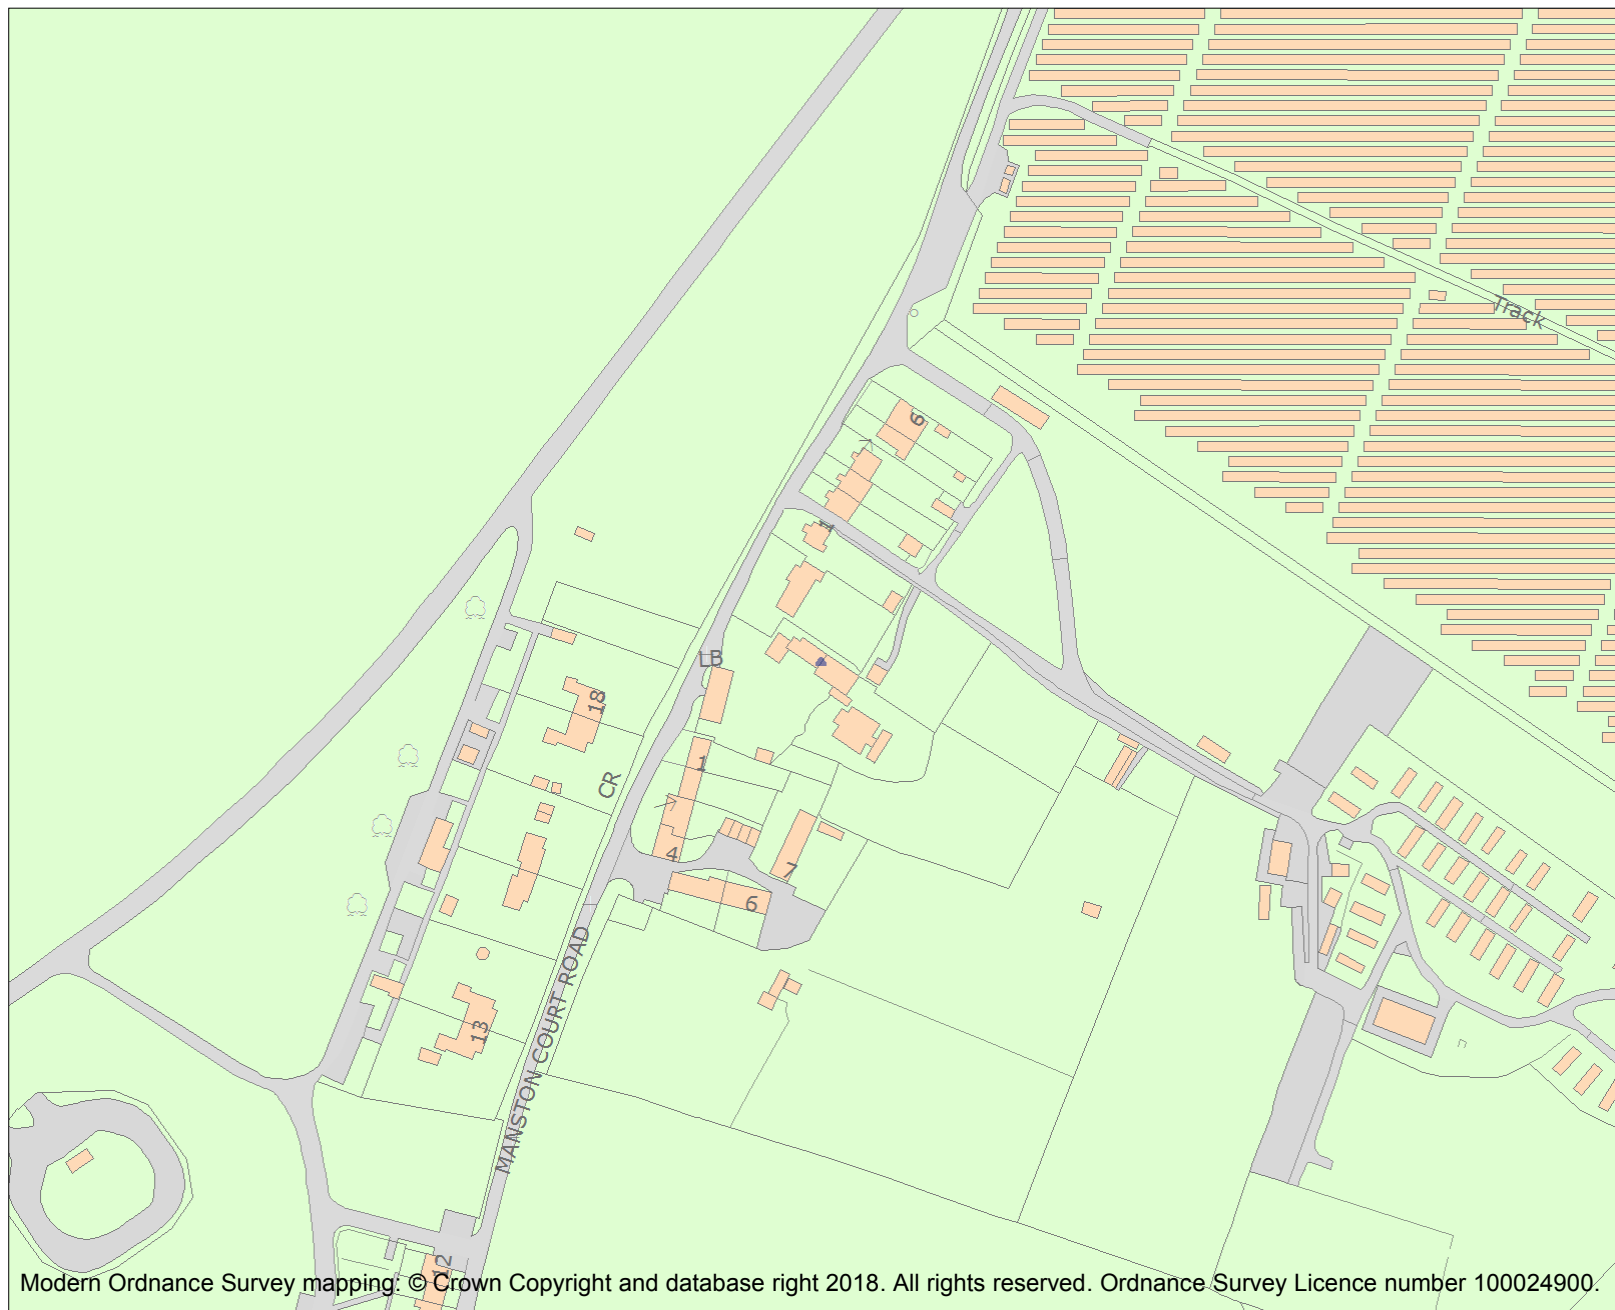 Track
6
1
LB
18
1
CR
4
7
6
MANSTON COURT ROAD
13
12
Modern Ordnance Survey mapping: © Crown Copyright and database right 2018. All rights reserved. Ordnance Survey Licence number 100024900.